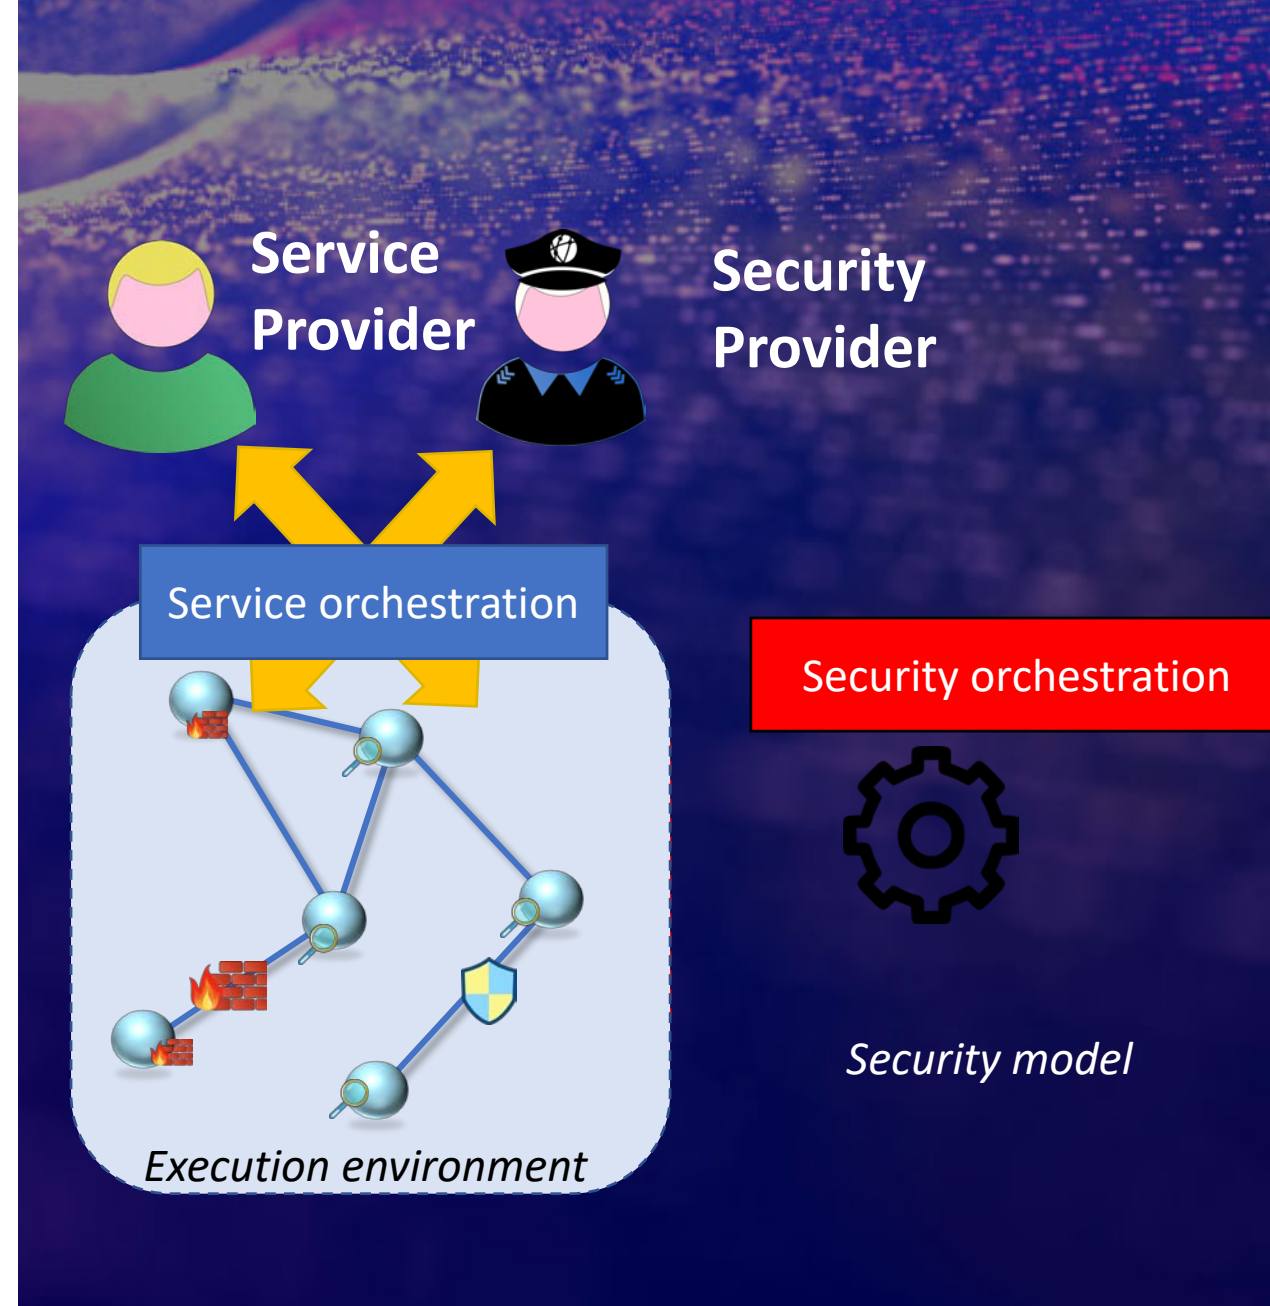 Service
Provider
Security
Provider
Service orchestration
Security orchestration
Security model
Execution environment